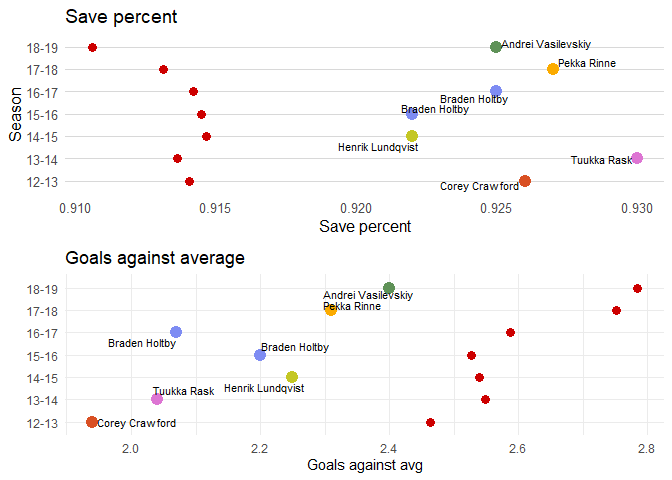 Save percent
Season
18-19
Andrei Vasilevskiy
17-18
Pekka Rinne
16-17
Braden Holtby
15-16
Braden Holtby
14-15
Henrik Lundqvist
13-14
Tuukka Rask
12-13
Corey Crawford
0.910 0.915 0.920 0.925 0.930
Save percent
Goals against average
18-19
Andrei Vasilevskiy
17-18
Pekka Rinne
16-17
Braden Holtby
15-16
Braden Holtby
14-15
Henrik Lundqvist
13-14
Tuukka Rask
12-13
Corey Crawford
2.0 2.2 2.4 2.6 2.8
Goals against avg